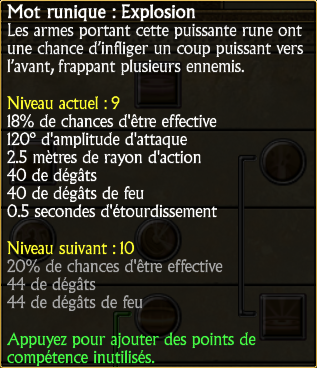 Mot runique : Explosion
Les armes portant cette puissante rune ont
une chance d'infliger un coup puissant vers
l'avant, frappant plusieurs ennemis.
Niveau actuel : 9
18% de chances d'être effective
120° d'amplitude d'attaque
2.5 mètres de rayon d'action
40 de dégâts
40 de dégâts de feu
0.5 secondes d'étourdissement
Niveau suivant : 10
20% de chances d'être effective
44 de dégâts
44 de dégâts de feu
Appuyez pour ajouter des points de
compétence inutilisés.